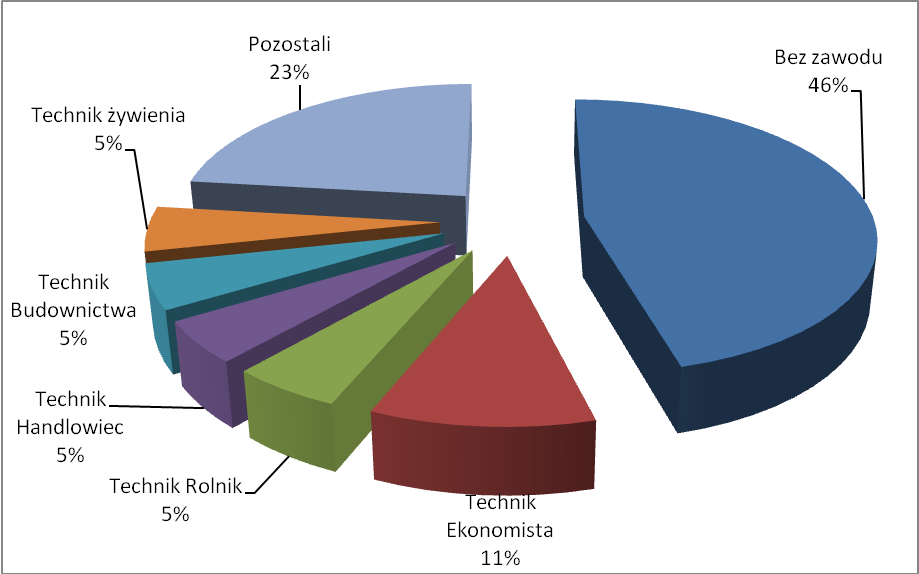 Pozostali
23%
Bez zawodu
46%
Technik żywienia
5%
Technik
Budownictwa
5%
Technik
Handlowiec
5%
Technik Rolnik
5%
Technik
Ekonomista
11%